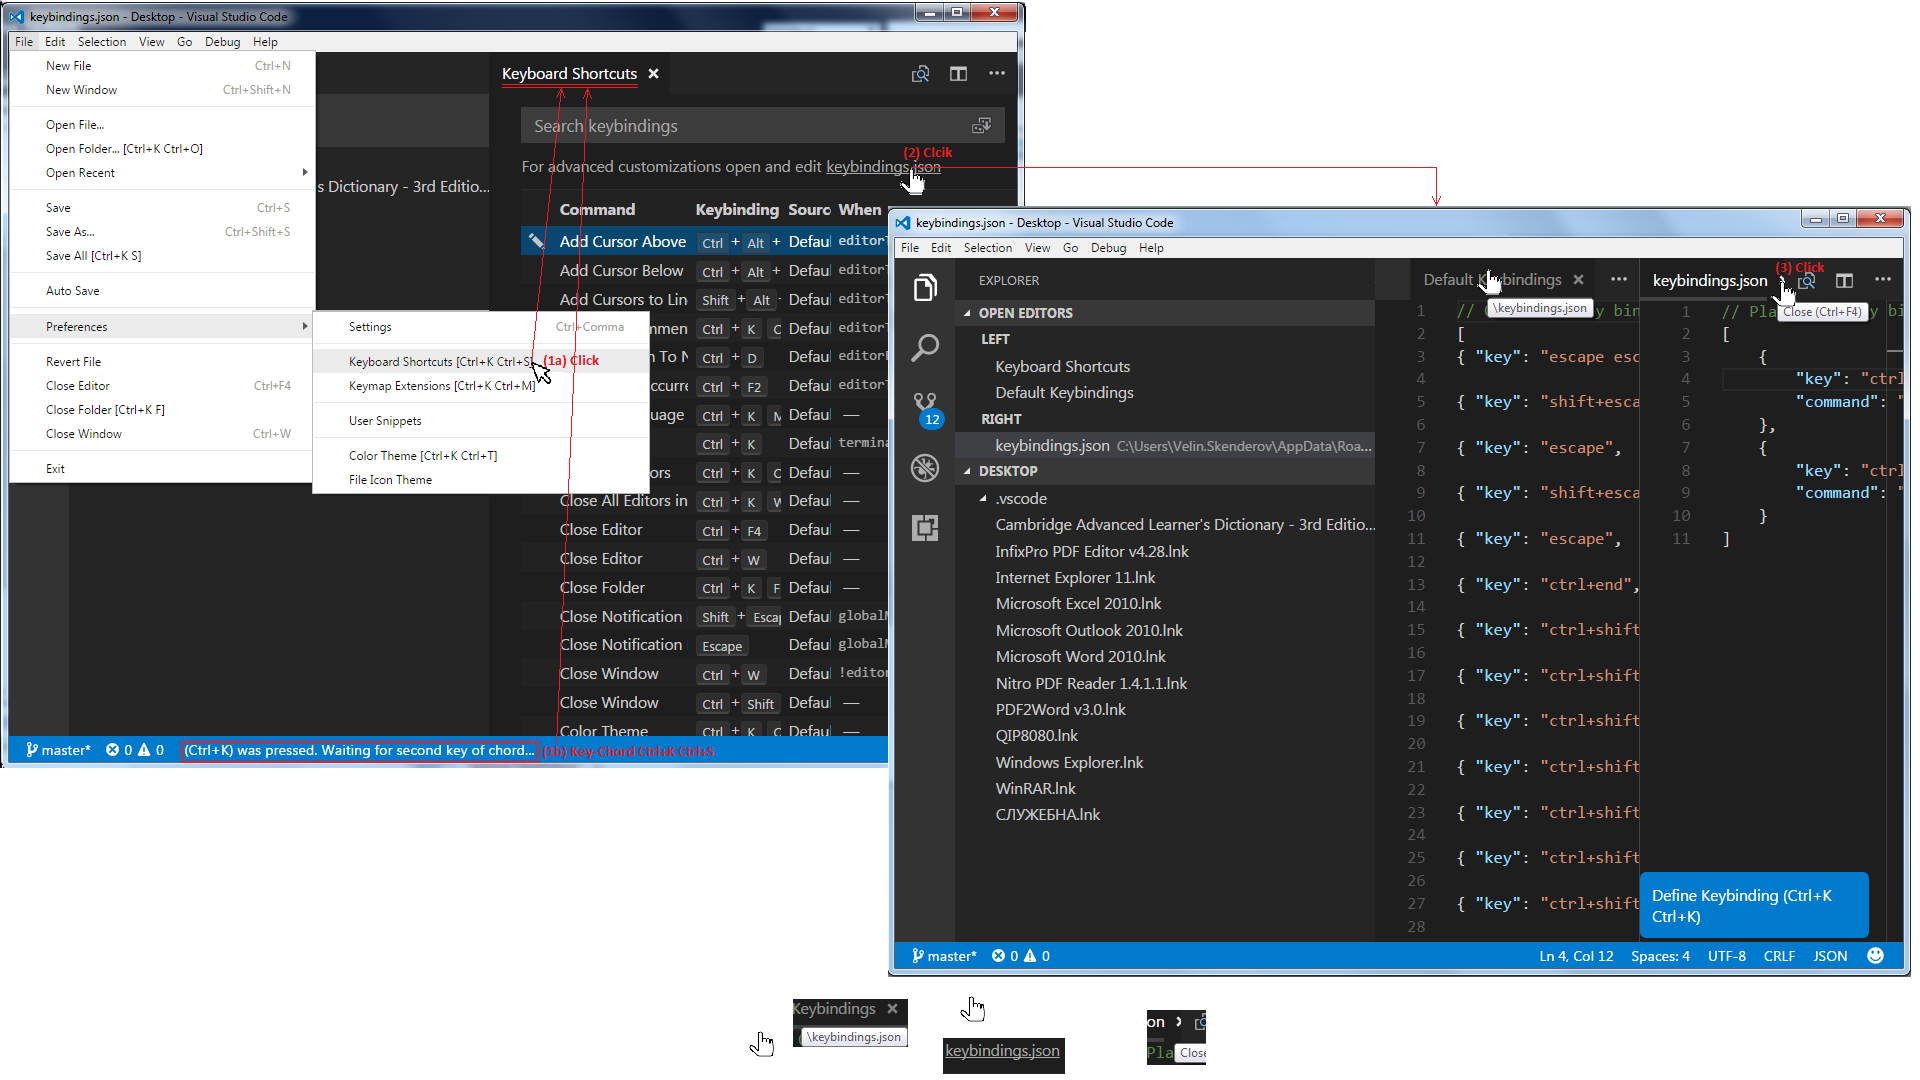 keybindings.json - Desktop - Visual Studio Code
File Edit Selection View Go Debug Help
New File Ctrl+N
New Window Ctrl+Shift+N
Open File...
Open Folder... [Ctrl+K Ctrl+O]
Open Recent
Save Ctrl+S
Save As... Ctrl+Shift+S
Save All [Ctrl+K S]
Auto Save
Preferences
Revert File
Close Editor Ctrl+F4
Close Folder [Ctrl+K F]
Close Window Ctrl+W
Exit
Settings Ctrl+Comma
Keyboard Shortcuts [Ctrl+K Ctrl+S]
(1a) Click
Keymap Extensions [Ctrl+K Ctrl+M]
User Snippets
Color Theme [Ctrl+K Ctrl+T]
File Icon Theme
s Dictionary - 3rd Editio...
Keyboard Shortcuts
Search keybindings
(2) Clcik
For advanced customizations open and edit keybindings.json
Command Keybinding Sourc When
Add Cursor Above Ctrl + Alt + Defaul editor
Add Cursor Below Ctrl + Alt + Defaul editor
Add Cursors to Lin Shift + Alt Defaul editor
mmen Ctrl + K C Defaul editor
n To N Ctrl + D Defaul editor
ccurre Ctrl + F2 Defaul editor
uage Ctrl + K M Defaul —
Ctrl + K Defaul termina
ors Ctrl + K C Defaul —
Close All Editors in Ctrl + K W Defaul —
Close Editor Ctrl + F4 Defaul —
Close Editor Ctrl + W Defaul —
Close Folder Ctrl + K F Defaul —
Close Notification Shift + Escap Defaul global
Close Notification Escape Defaul global
Close Window Ctrl + W Defaul !editor
Close Window Ctrl + Shift Defaul —
Color Theme Ctrl + K C Defaul —
master* 0 0 (Ctrl+K) was pressed. Waiting for second key of chord...
(1b) Key-Chord Ctrl+K Ctrl+S
keybindings.json - Desktop - Visual Studio Code
File Edit Selection View Go Debug Help
12
EXPLORER
OPEN EDITORS
LEFT
Keyboard Shortcuts
Default Keybindings
RIGHT
keybindings.json C:\Users\Velin.Skenderov\AppData\Roa...
DESKTOP
.vscode
Cambridge Advanced Learner's Dictionary - 3rd Editio...
InfixPro PDF Editor v4.28.lnk
Internet Explorer 11.lnk
Microsoft Excel 2010.lnk
Microsoft Outlook 2010.lnk
Microsoft Word 2010.lnk
Nitro PDF Reader 1.4.1.1.lnk
PDF2Word v3.0.lnk
QIP8080.lnk
Windows Explorer.lnk
WinRAR.lnk
СЛУЖЕБНА.lnk
Default Keybindings
\keybindings.json
1 // y bin
2 [
3 { "key": "escape esc
4
5 { "key": "shift+esca
6
7 { "key": "escape",
8
9 { "key": "shift+esca
10
11 { "key": "escape",
12
13 { "key": "ctrl+end",
14
15 { "key": "ctrl+shift
16
17 { "key": "ctrl+shift
18
19 { "key": "ctrl+shift
20
21 { "key": "ctrl+shift
22
23 { "key": "ctrl+shift
24
25 { "key": "ctrl+shift
26
27 { "key": "ctrl+shift
28
keybindings.json
(3) Click
Close (Ctrl+F4)
1 // Pla y bi
2 [
3 {
4 "key": "ctrl
5 "command": "
6 },
7 {
8 "key": "ctrl
9 "command": "
10 }
11 ]
Define Keybinding (Ctrl+K
Ctrl+K)
master* 0 0 Ln 4, Col 12 Spaces: 4 UTF-8 CRLF JSON
Keybindings
\keybindings.json
keybindings.json
on
Pla Close